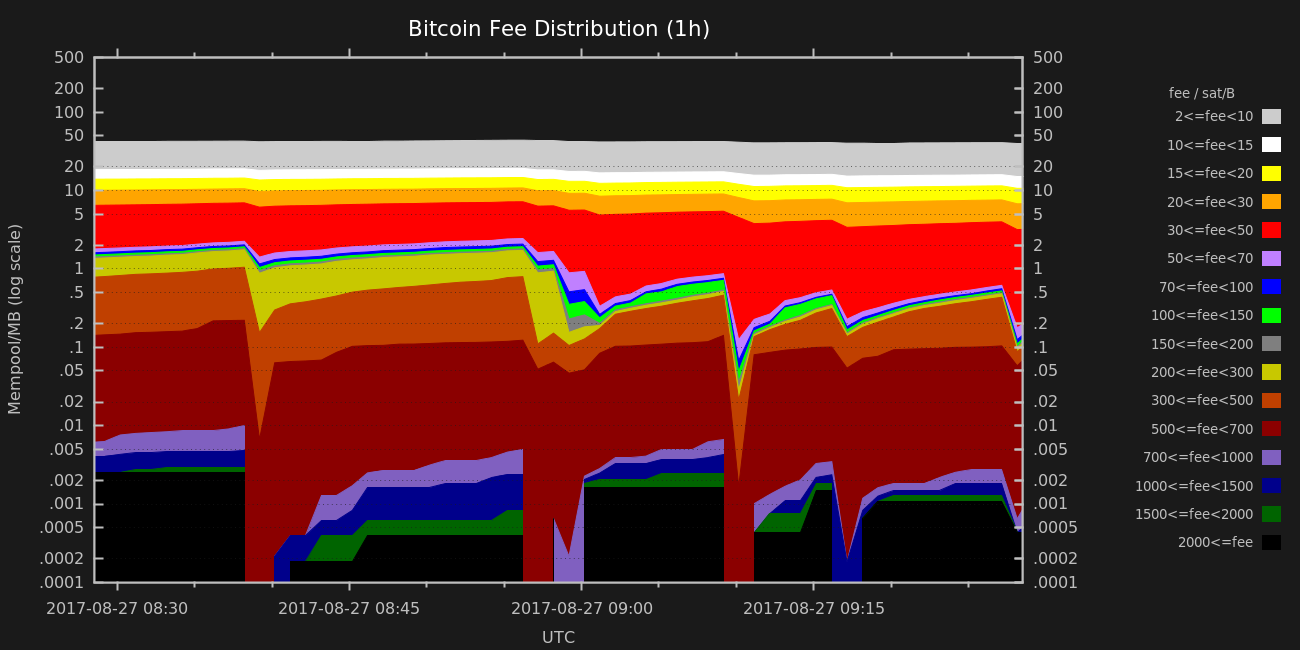 Bitcoin Fee Distribution (1h)
500 500
200 200
100 100
50 50
20 20
10 10
5 5
2 2
1 1
.5 .5
.2 .2
.1 .1
.05 .05
.02 .02
.01 .01
.005 .005
.002 .002
.001 .001
.0005 .0005
.0002 .0002
.0001 .0001
Mempool/MB (log scale)
2017-08-27 08:30 2017-08-27 08:45 2017-08-27 09:00 2017-08-27 09:15
UTC
fee / sat/B
2<=fee<10
10<=fee<15
15<=fee<20
20<=fee<30
30<=fee<50
50<=fee<70
70<=fee<100
100<=fee<150
150<=fee<200
200<=fee<300
300<=fee<500
500<=fee<700
700<=fee<1000
1000<=fee<1500
1500<=fee<2000
2000<=fee